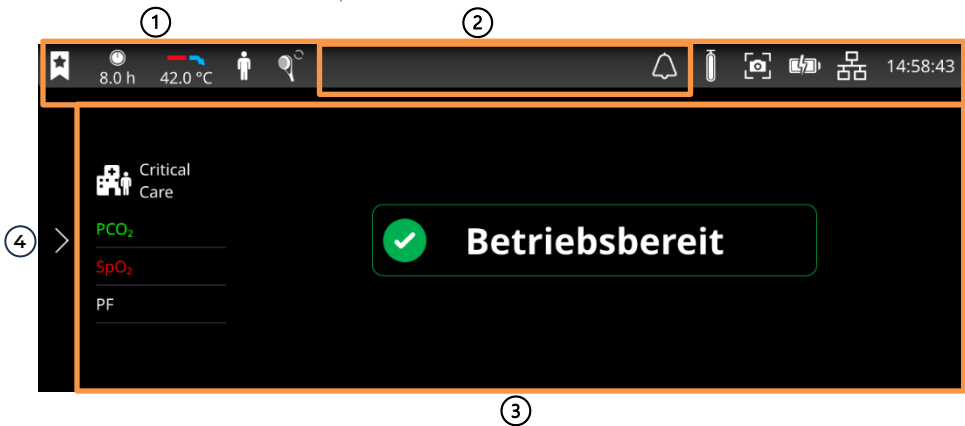 1
2
8.0 h
42.0 °C
14:58:43
Critical
Care
PCO₂
SpO₂
PF
Betriebsbereit
4
3